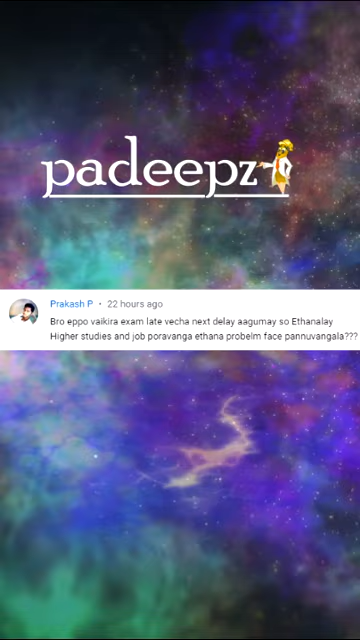 padeepz
Prakash P • 22 hours ago
Bro eppo vaikira exam late vecha next delay aagumay so Ethanalay
Higher studies and job poravanga ethana probelm face pannuvangala???